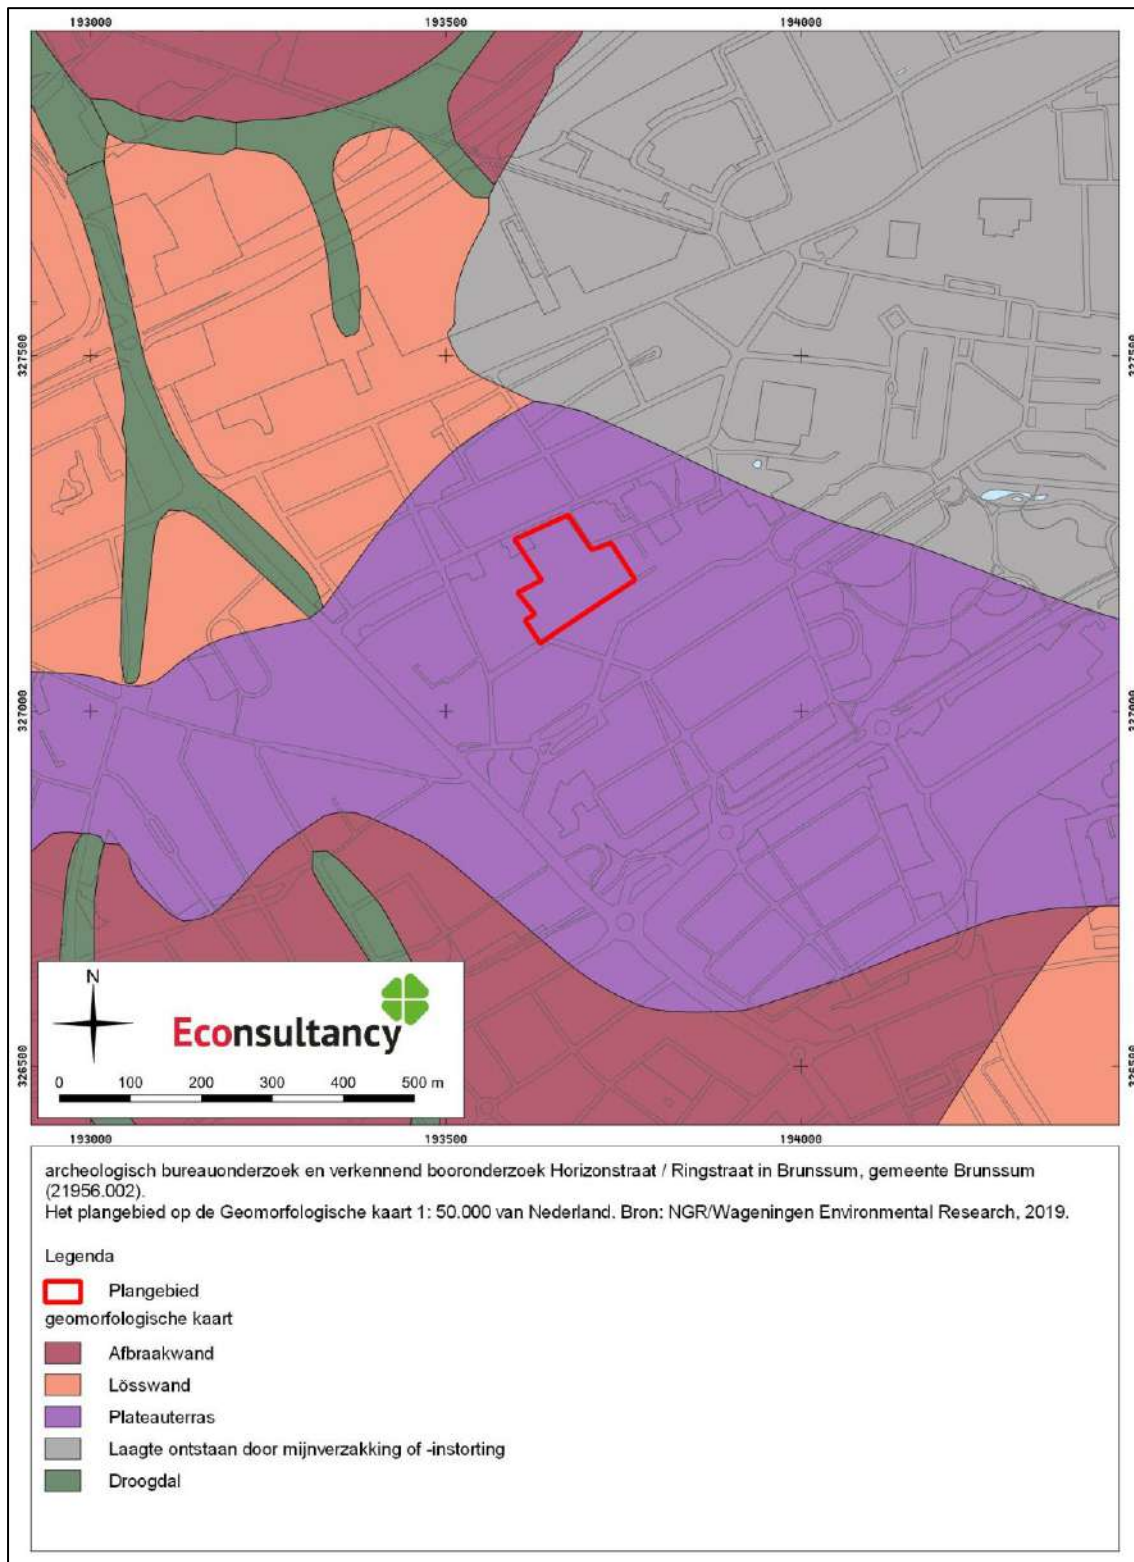 193000 193500 194000
327500 327500
327000 327000
326500 326500
N
Econsultancy
0 100 200 300 400 500 m
193000 193500 194000
archeologisch bureauonderzoek en verkennend booronderzoek Horizonstraat / Ringstraat in Brunssum, gemeente Brunssum
(21956.002).
Het plangebied op de Geomorfologische kaart 1: 50.000 van Nederland. Bron: NGR/Wageningen Environmental Research, 2019.
Legenda
Plangebied
geomorfologische kaart
Afbraakwand
Lösswand
Plateauterras
Laagte ontstaan door mijnverzakking of -instorting
Droogdal